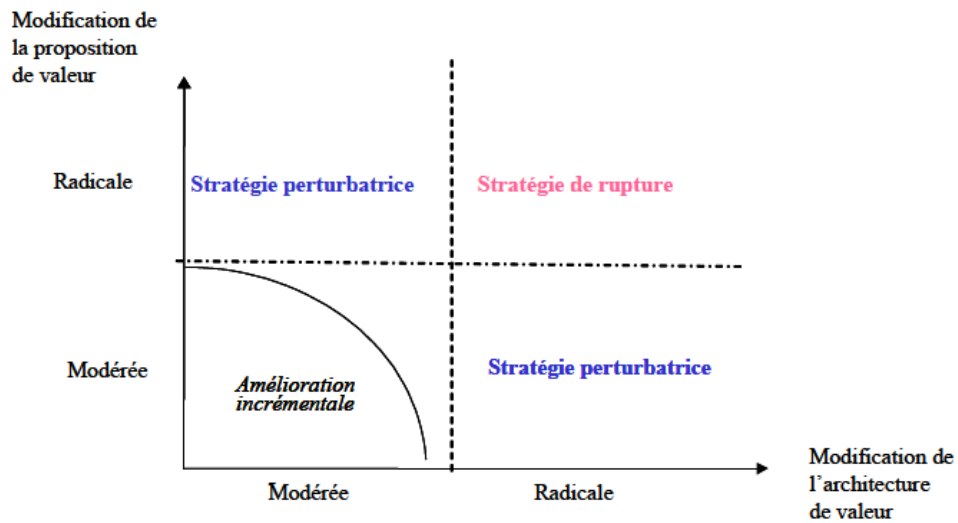 Modification de
la proposition
de valeur
Radicale
Stratégie perturbatrice
Stratégie de rupture
Modérée
Stratégie perturbatrice
Amélioration
incrémentale
Modérée
Radicale
Modification de
l'architecture
de valeur